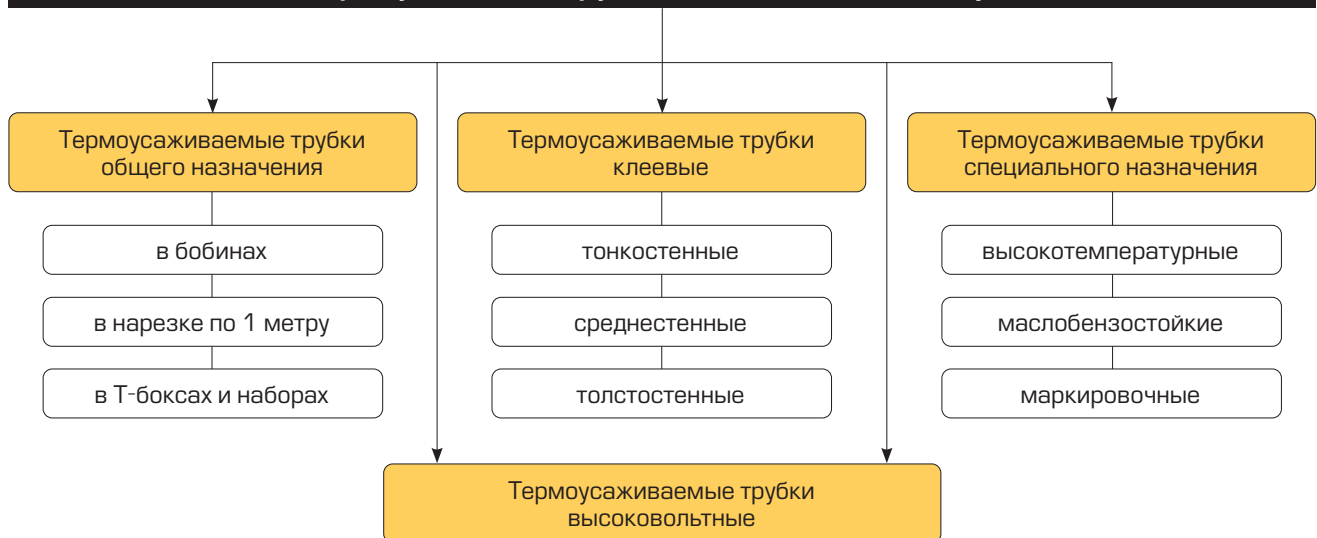 Термоусаживаемые трубки
общего назначения
Термоусаживаемые трубки
клеевые
Термоусаживаемые трубки
специального назначения
в бобинах
тонкостенные
высокотемпературные
в нарезке по 1 метру
среднестенные
маслобензостойкие
в Т-боксах и наборах
толстостенные
маркировочные
Термоусаживаемые трубки
высоковольтные